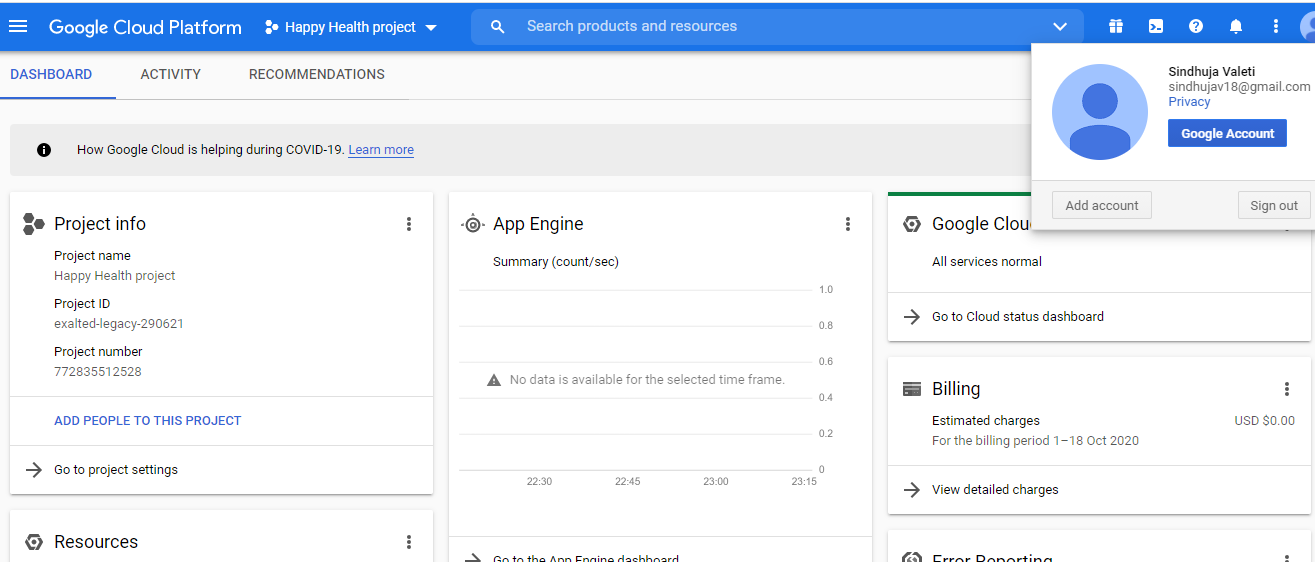 Google Cloud Platform
Happy Health project
Search products and resources
DASHBOARD
ACTIVITY
RECOMMENDATIONS
Sindhuja Valeti
sindhujav18@gmail.com
Privacy
Google Account
Add account
Sign out
How Google Cloud is helping during COVID-19. Learn more
Project info
Project name
Happy Health project
Project ID
exalted-legacy-290621
Project number
772835512528
ADD PEOPLE TO THIS PROJECT
Go to project settings
Resources
App Engine
Summary (count/sec)
1.0
0.8
0.6
No data is available for the selected time frame.
0.4
0.2
0
22:30 22:45 23:00 23:15
Go to the App Engine dashboard
Google Clou
All services normal
Go to Cloud status dashboard
Billing
Estimated charges USD $0.00
For the billing period 1–18 Oct 2020
View detailed charges
Error Reporting